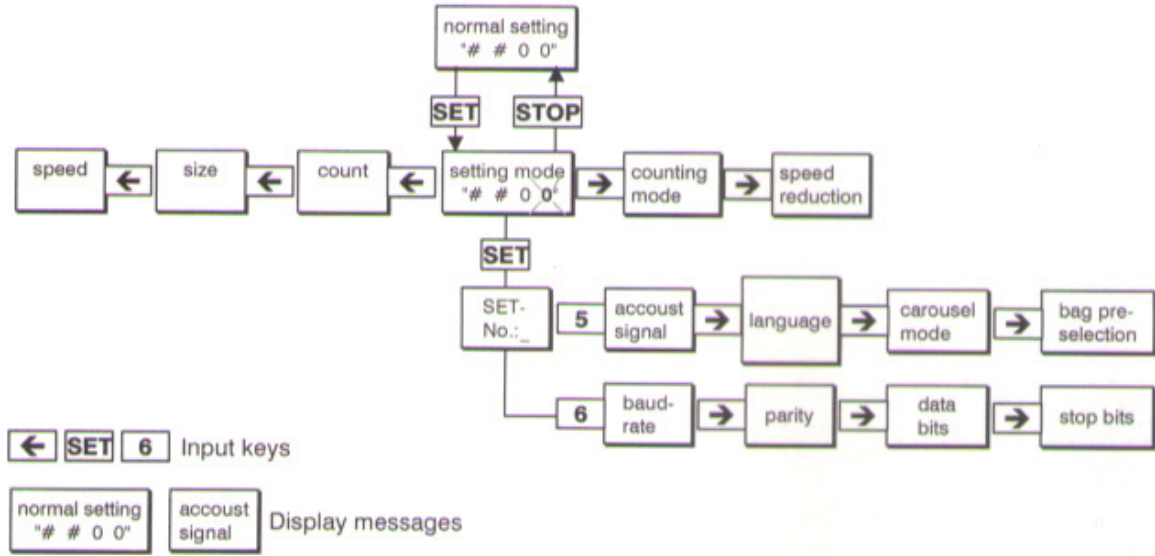 normal setting
"# # 0 0"
SET
STOP
speed
←
size
←
count
←
setting mode
"# # 0 0"
→
counting
mode
→
speed
reduction
SET
SET-
No.:_
5
accoust
signal
→
language
→
carousel
mode
→
bag pre-
selection
6
baud-
rate
→
parity
→
data
bits
→
stop bits
← SET 6 Input keys
normal setting
"# # 0 0"
accoust
signal
Display messages